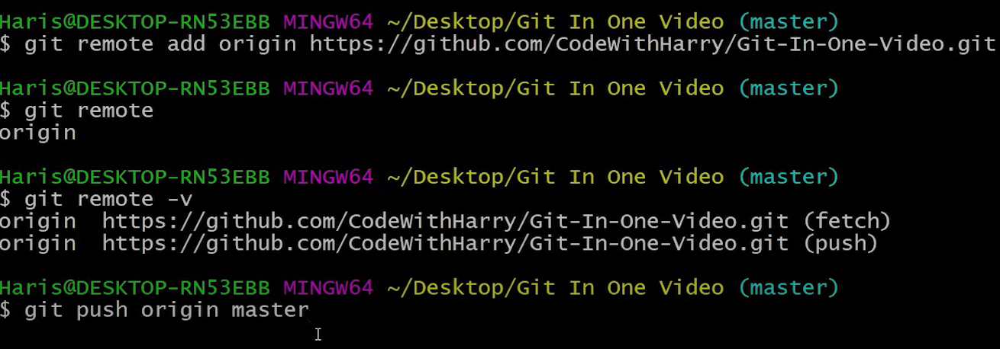 Haris@DESKTOP-RN53EBB MINGW64 ~/Desktop/Git In One Video (master)
$ git remote add origin https://github.com/CodeWithHarry/Git-In-One-Video.git
Haris@DESKTOP-RN53EBB MINGW64 ~/Desktop/Git In One Video (master)
$ git remote
origin
Haris@DESKTOP-RN53EBB MINGW64 ~/Desktop/Git In One Video (master)
$ git remote -v
origin  https://github.com/CodeWithHarry/Git-In-One-Video.git (fetch)
origin  https://github.com/CodeWithHarry/Git-In-One-Video.git (push)
Haris@DESKTOP-RN53EBB MINGW64 ~/Desktop/Git In One Video (master)
$ git push origin master